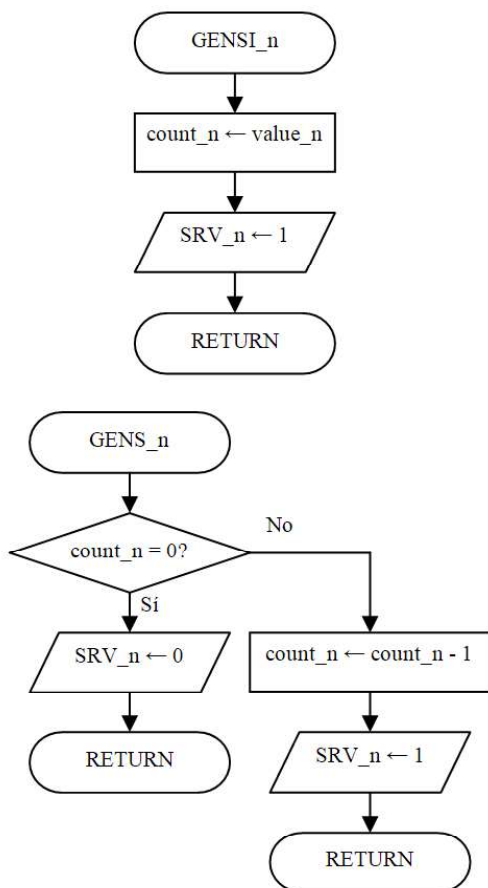 GENSI_n
count_n ← value_n
SRV_n ← 1
RETURN
GENS_n
count_n = 0?
No
Sí
SRV_n ← 0
count_n ← count_n - 1
RETURN
SRV_n ← 1
RETURN